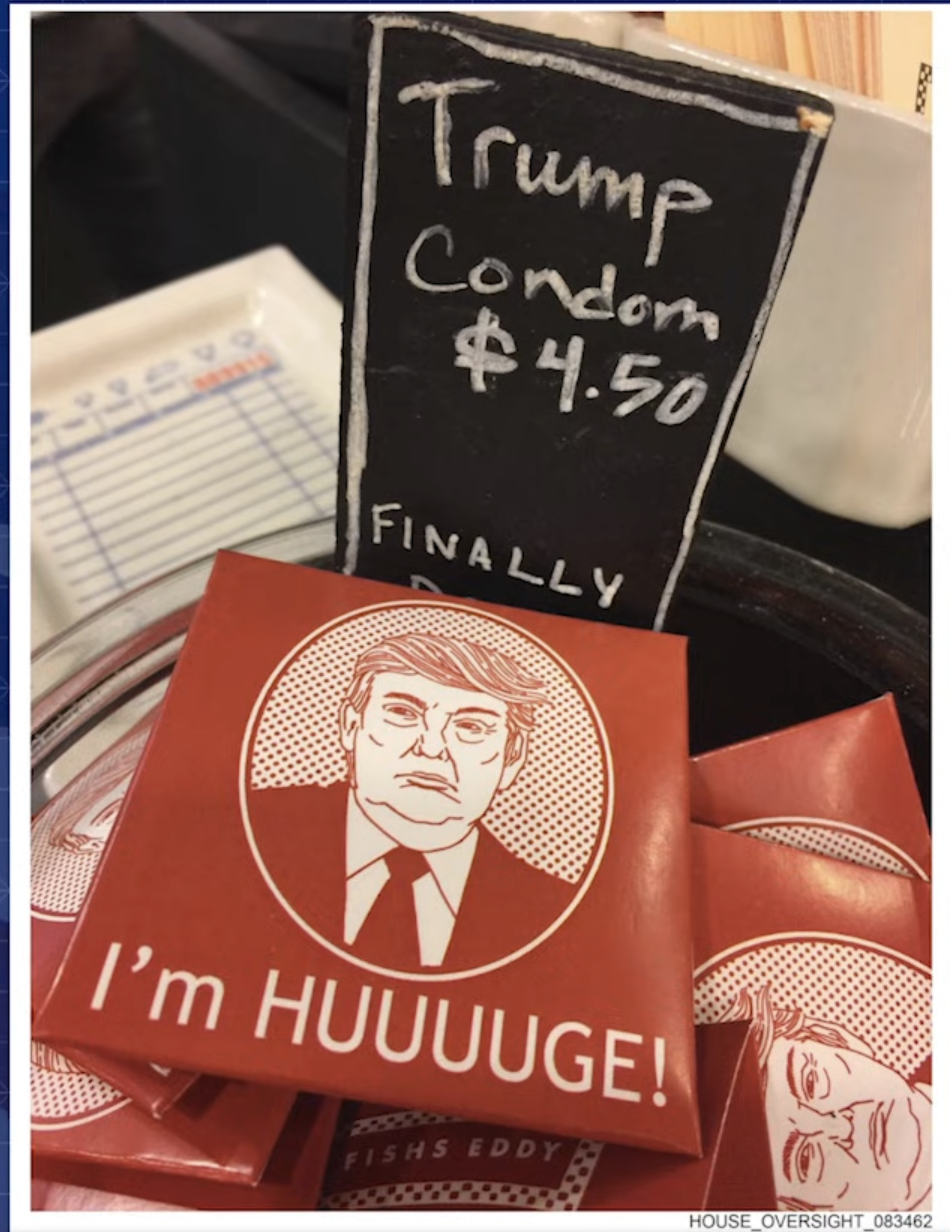 Trump
Condom
$4.50
FINALLY
I'm HUUUUGE!
FISHS EDDY
HOUSE_OVERSIGHT_083462